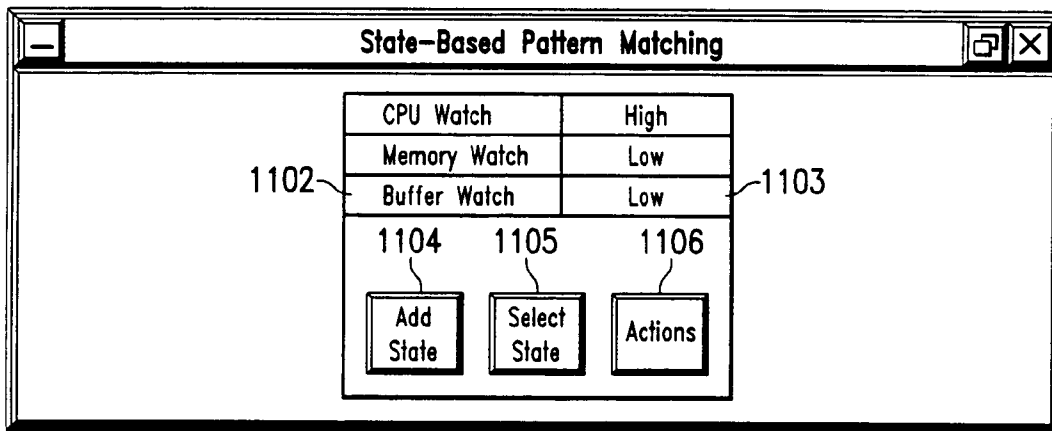 State-Based Pattern Matching
CPU Watch High
Memory Watch Low
1102 Buffer Watch Low 1103
1104 1105 1106
Add State
Select State
Actions